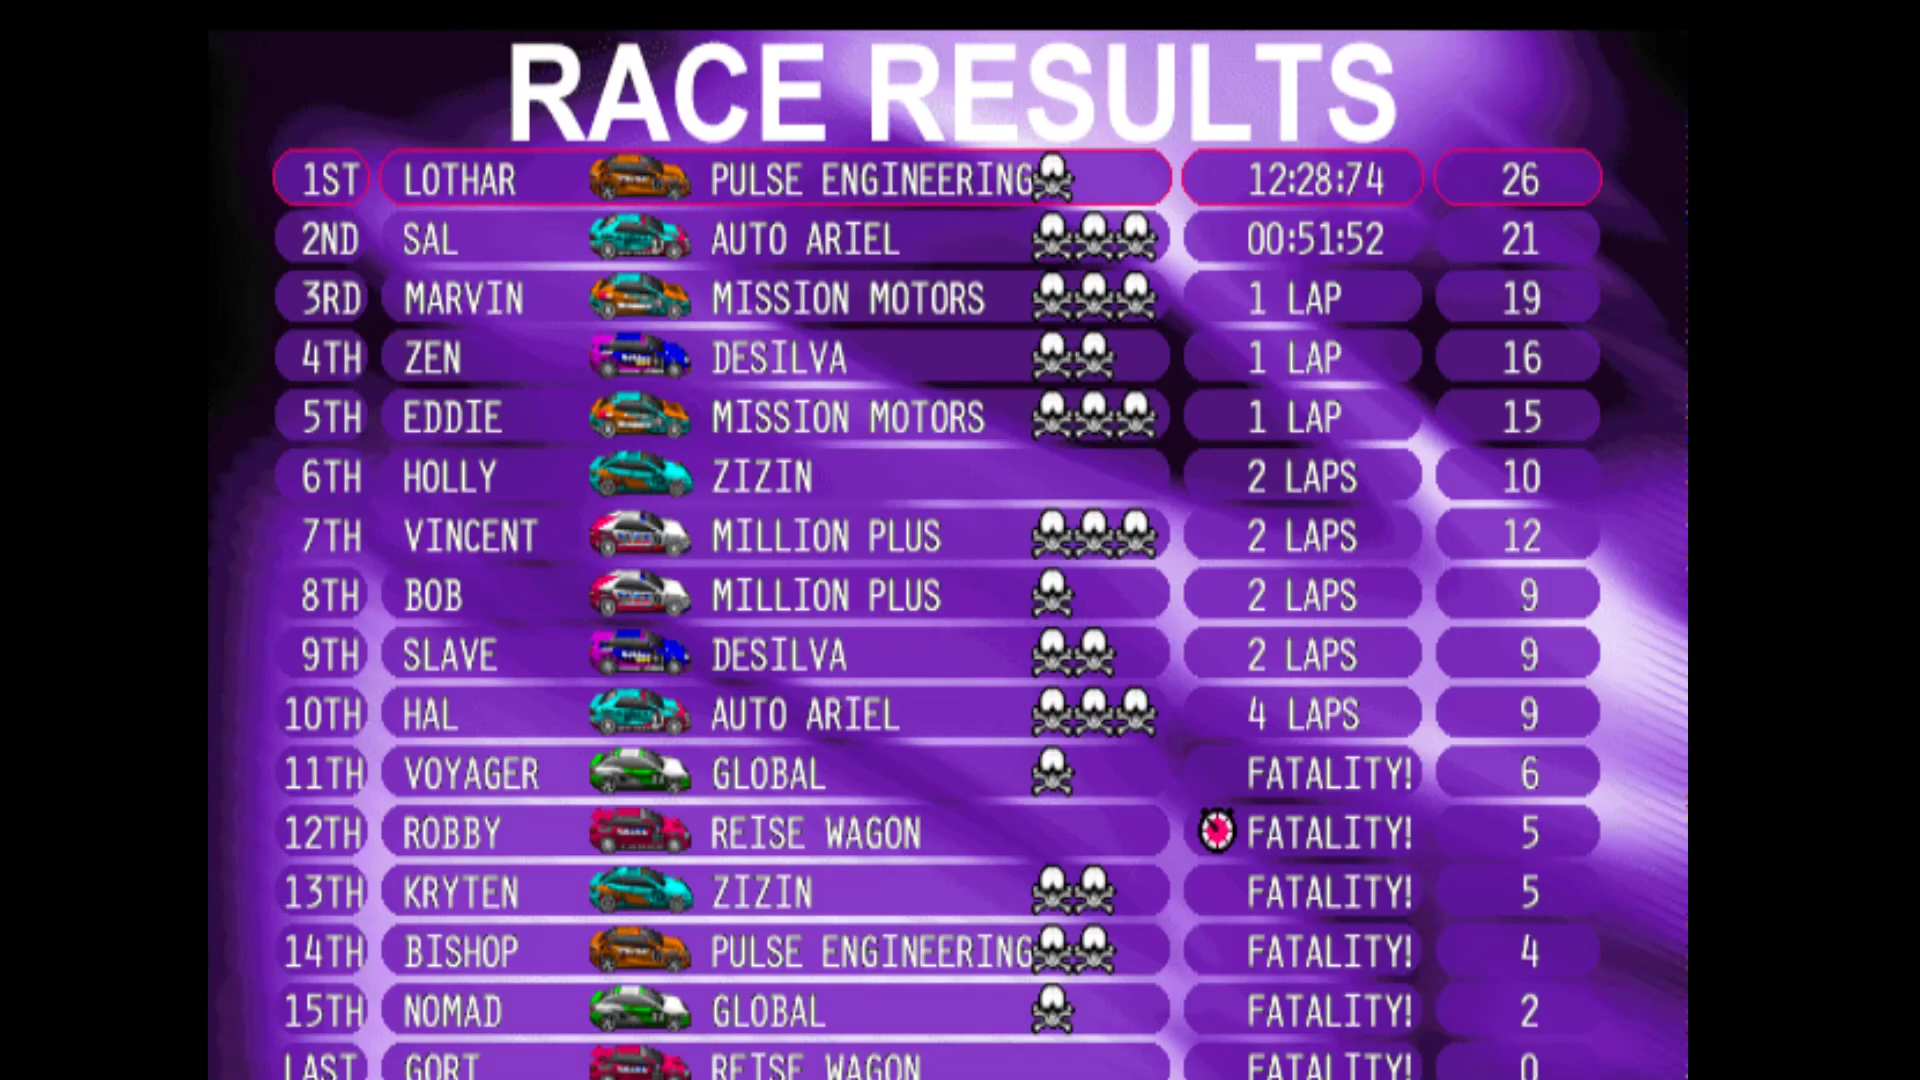 RACE RESULTS
1ST LOTHAR PULSE ENGINEERING 12:28:74 26
2ND SAL AUTO ARIEL 00:51:52 21
3RD MARVIN MISSION MOTORS 1 LAP 19
4TH ZEN DESILVA 1 LAP 16
5TH EDDIE MISSION MOTORS 1 LAP 15
6TH HOLLY ZIZIN 2 LAPS 10
7TH VINCENT MILLION PLUS 2 LAPS 12
8TH BOB MILLION PLUS 2 LAPS 9
9TH SLAVE DESILVA 2 LAPS 9
10TH HAL AUTO ARIEL 4 LAPS 9
11TH VOYAGER GLOBAL FATALITY! 6
12TH ROBBY REISE WAGON FATALITY! 5
13TH KRYTEN ZIZIN FATALITY! 5
14TH BISHOP PULSE ENGINEERING FATALITY! 4
15TH NOMAD GLOBAL FATALITY! 2
LAST GORT REISE WAGON FATALITY! 0